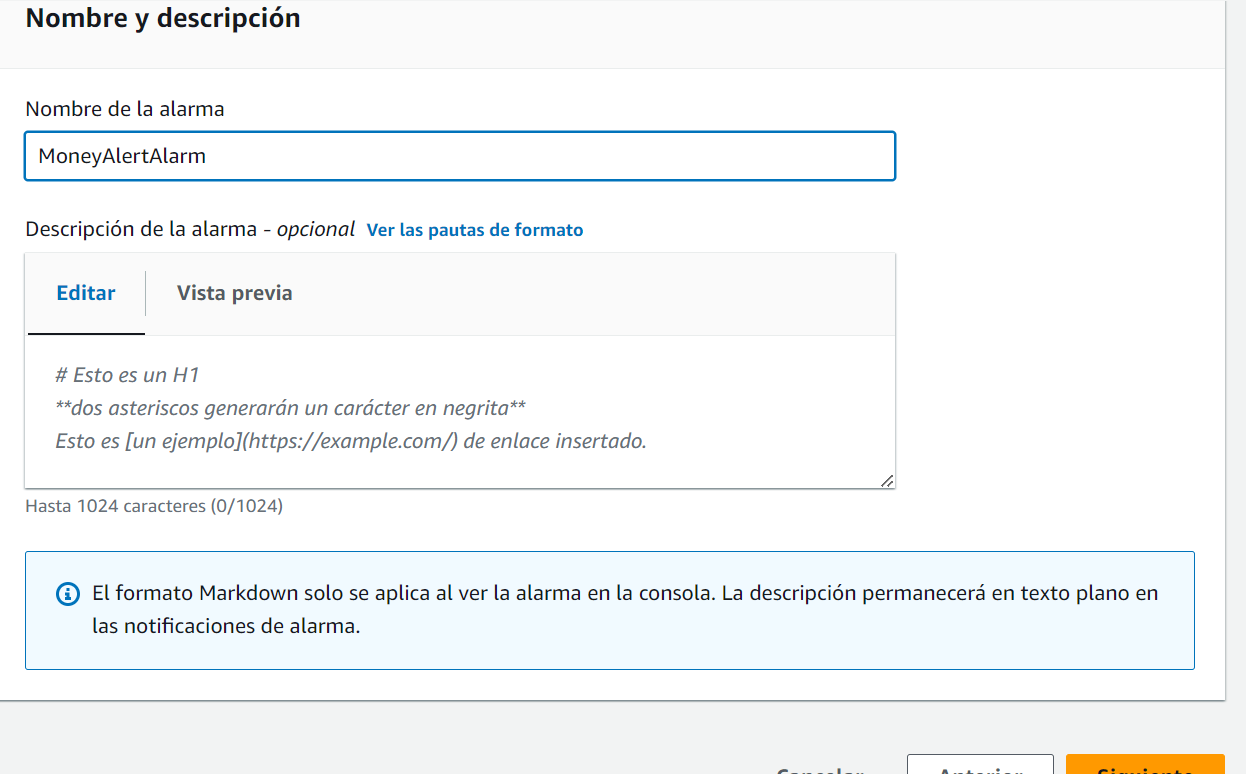 Nombre y descripción
Nombre de la alarma
MoneyAlertAlarm
Descripción de la alarma - opcional Ver las pautas de formato
Editar Vista previa
# Esto es un H1
**dos asteriscos generarán un carácter en negrita**
Esto es [un ejemplo](https://example.com/) de enlace insertado.
Hasta 1024 caracteres (0/1024)
El formato Markdown solo se aplica al ver la alarma en la consola. La descripción permanecerá en texto plano en
las notificaciones de alarma.
Cancelar Anterior Siguiente